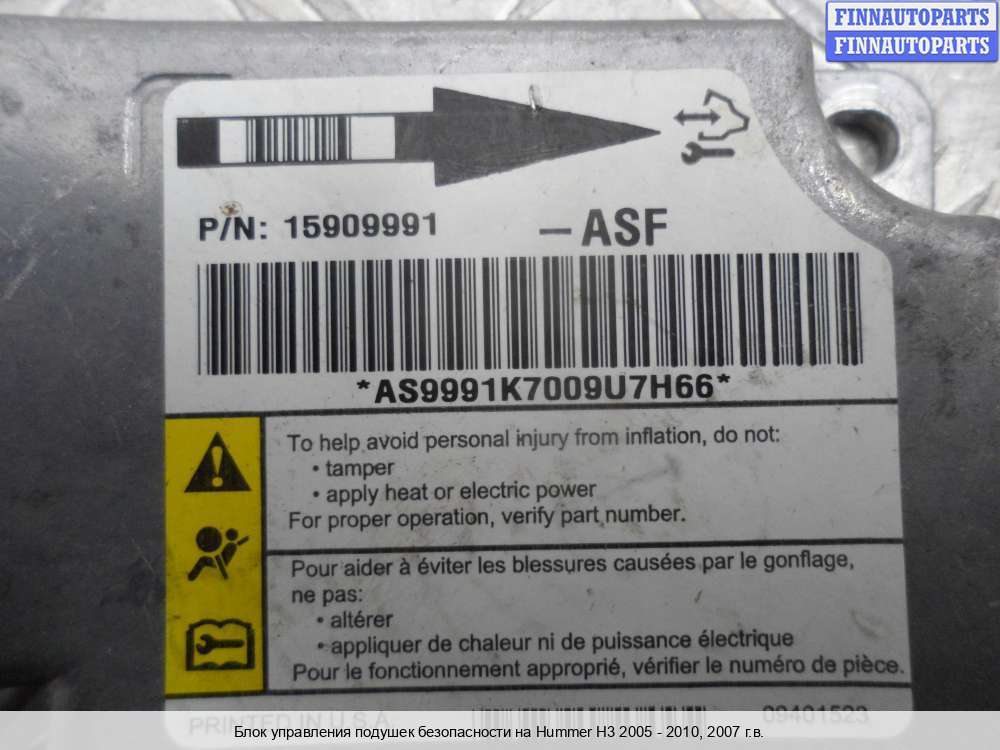 FINNAUTOPARTS
FINNAUTOPARTS
P/N: 15909991 -ASF
*AS9991K7009U7H66*
To help avoid personal injury from inflation, do not:
• tamper
• apply heat or electric power
For proper operation, verify part number.
Pour aider à éviter les blessures causées par le gonflage,
ne pas:
• altérer
• appliquer de chaleur ni de puissance électrique
Pour le fonctionnement approprié, vérifier le numéro de pièce.
PRINTED IN U.S.A. 09401523
Блок управления подушек безопасности на Hummer H3 2005 - 2010, 2007 г.в.